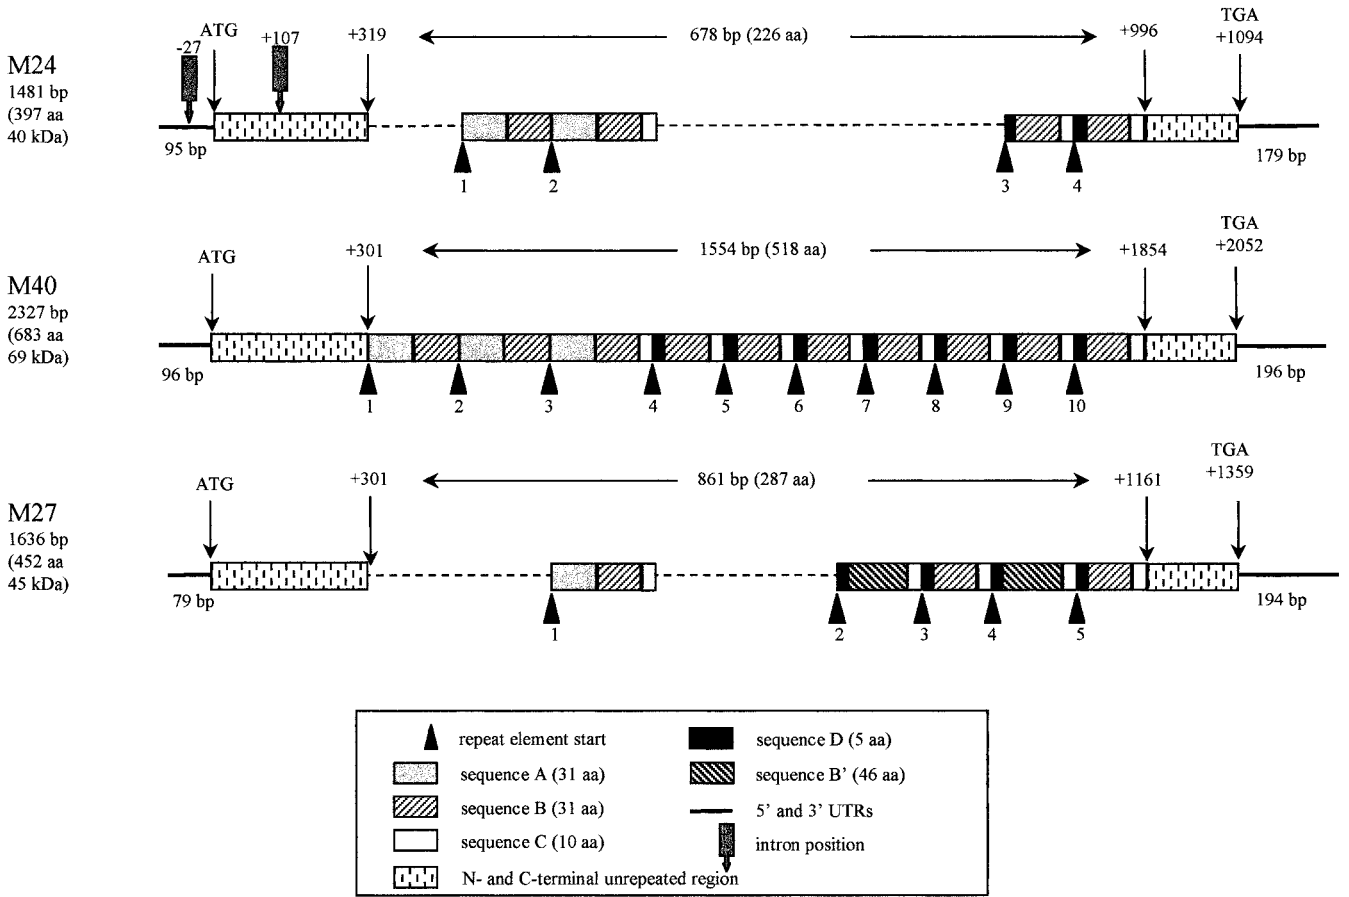 M24
1481 bp
(397 aa
40 kDa)
-27
ATG
+107
+319
678 bp (226 aa)
+996
TGA
+1094
95 bp
179 bp
1
2
3
4
M40
2327 bp
(683 aa
69 kDa)
ATG
+301
1554 bp (518 aa)
+1854
TGA
+2052
96 bp
196 bp
1
2
3
4
5
6
7
8
9
10
M27
1636 bp
(452 aa
45 kDa)
ATG
+301
861 bp (287 aa)
+1161
TGA
+1359
79 bp
194 bp
1
2
3
4
5
repeat element start
sequence A (31 aa)
sequence B (31 aa)
sequence C (10 aa)
N- and C-terminal unrepeated region
sequence D (5 aa)
sequence B’ (46 aa)
5’ and 3’ UTRs
intron position